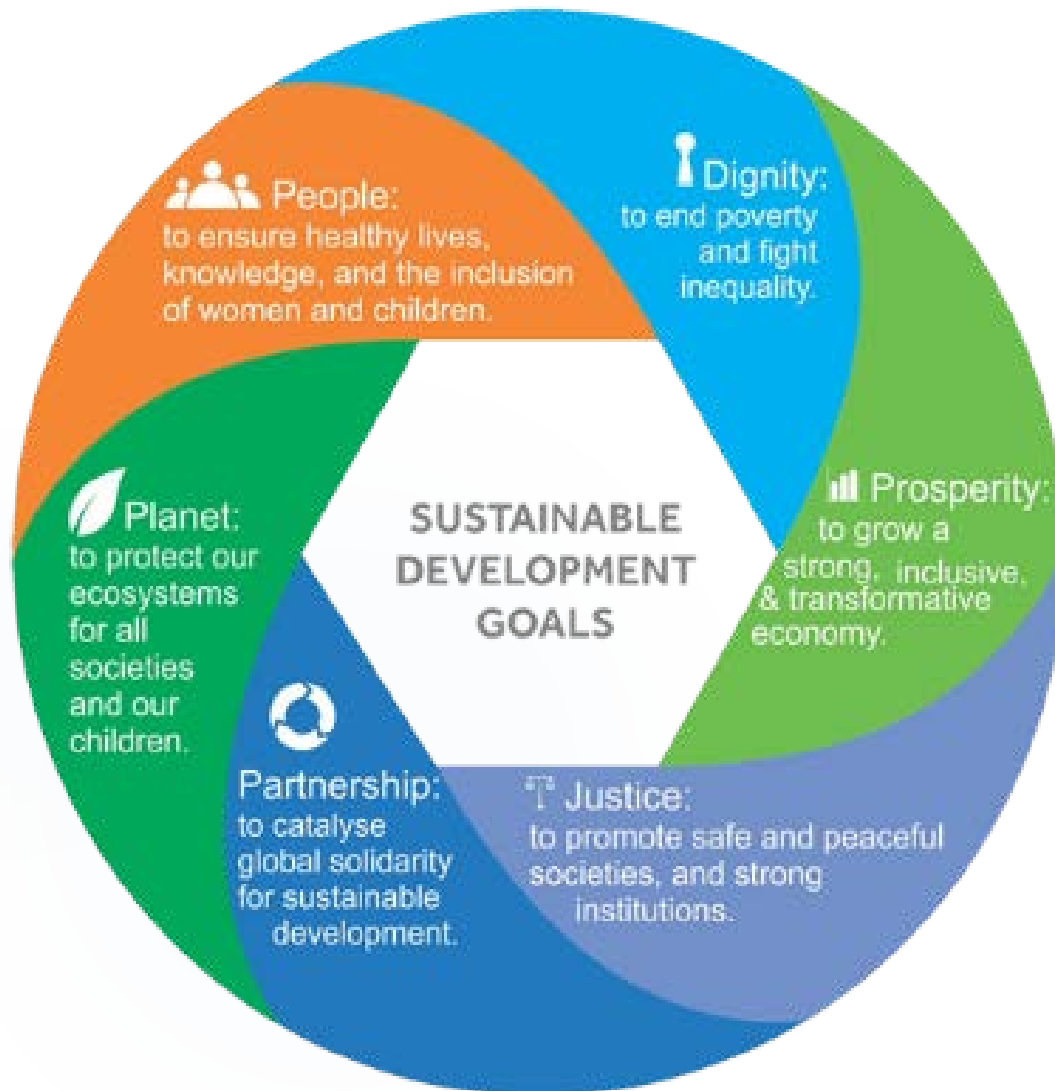 People:
to ensure healthy lives,
knowledge, and the inclusion
of women and children.
Dignity:
to end poverty
and fight
inequality.
Prosperity:
to grow a
strong, inclusive,
& transformative
economy.
Justice:
to promote safe and peaceful
societies, and strong
institutions.
Partnership:
to catalyse
global solidarity
for sustainable
development.
Planet:
to protect our
ecosystems
for all
societies
and our
children.
SUSTAINABLE
DEVELOPMENT
GOALS